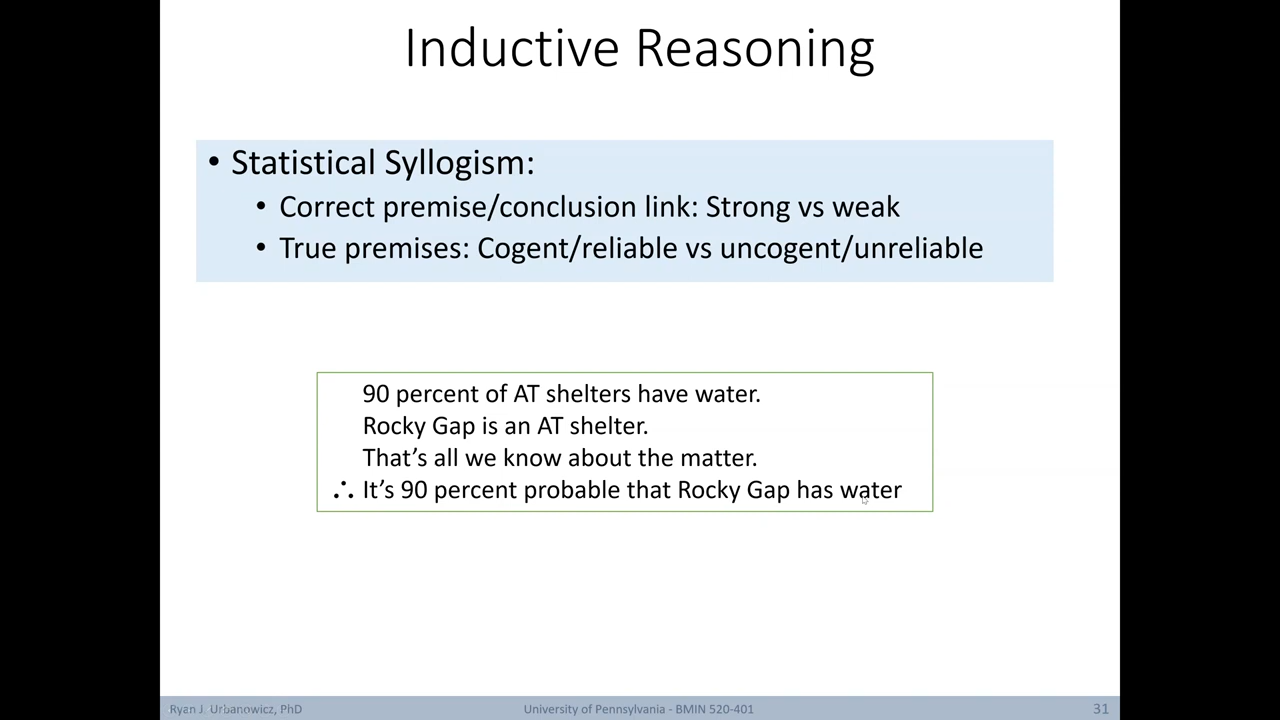 Inductive Reasoning
• Statistical Syllogism:
• Correct premise/conclusion link: Strong vs weak
• True premises: Cogent/reliable vs uncogent/unreliable
90 percent of AT shelters have water.
Rocky Gap is an AT shelter.
That's all we know about the matter.
∴ It's 90 percent probable that Rocky Gap has water
Ryan J. Urbanowicz, PhD
University of Pennsylvania - BMIN 520-401
31